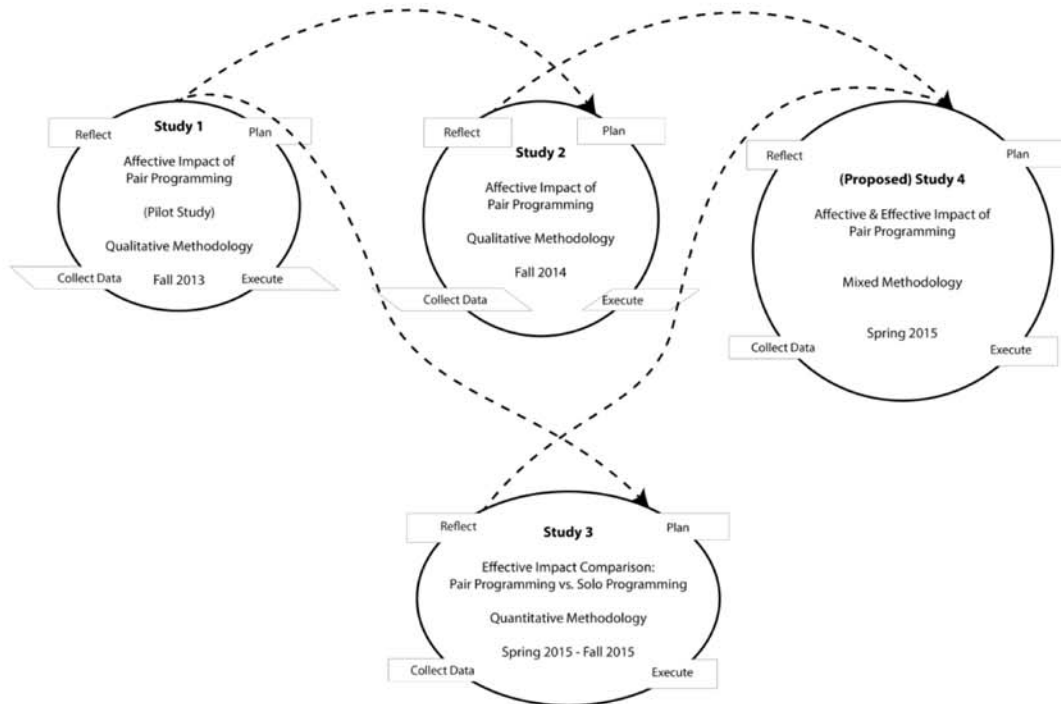 Reflect
Study 1
Plan
Affective Impact of
Pair Programming
(Pilot Study)
Qualitative Methodology
Collect Data
Fall 2013
Execute
Reflect
Plan
Study 2
Affective Impact of
Pair Programming
Qualitative Methodology
Fall 2014
Collect Data
Execute
Reflect
Plan
(Proposed) Study 4
Affective & Effective Impact of
Pair Programming
Mixed Methodology
Spring 2015
Collect Data
Execute
Reflect
Plan
Study 3
Effective Impact Comparison:
Pair Programming vs. Solo Programming
Quantitative Methodology
Spring 2015 - Fall 2015
Collect Data
Execute